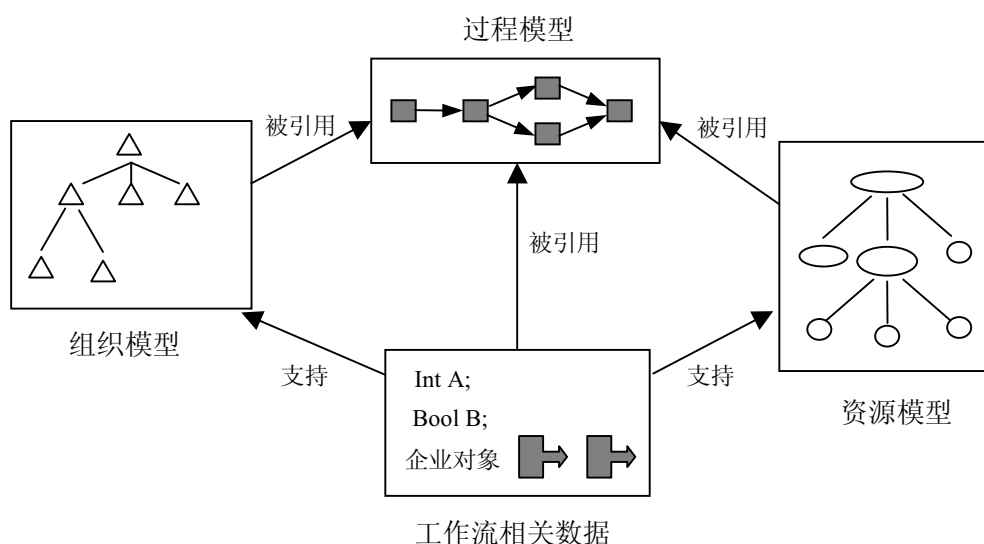 过程模型
被引用
被引用
被引用
组织模型
支持
支持
Int A;
Bool B;
企业对象
资源模型
工作流相关数据